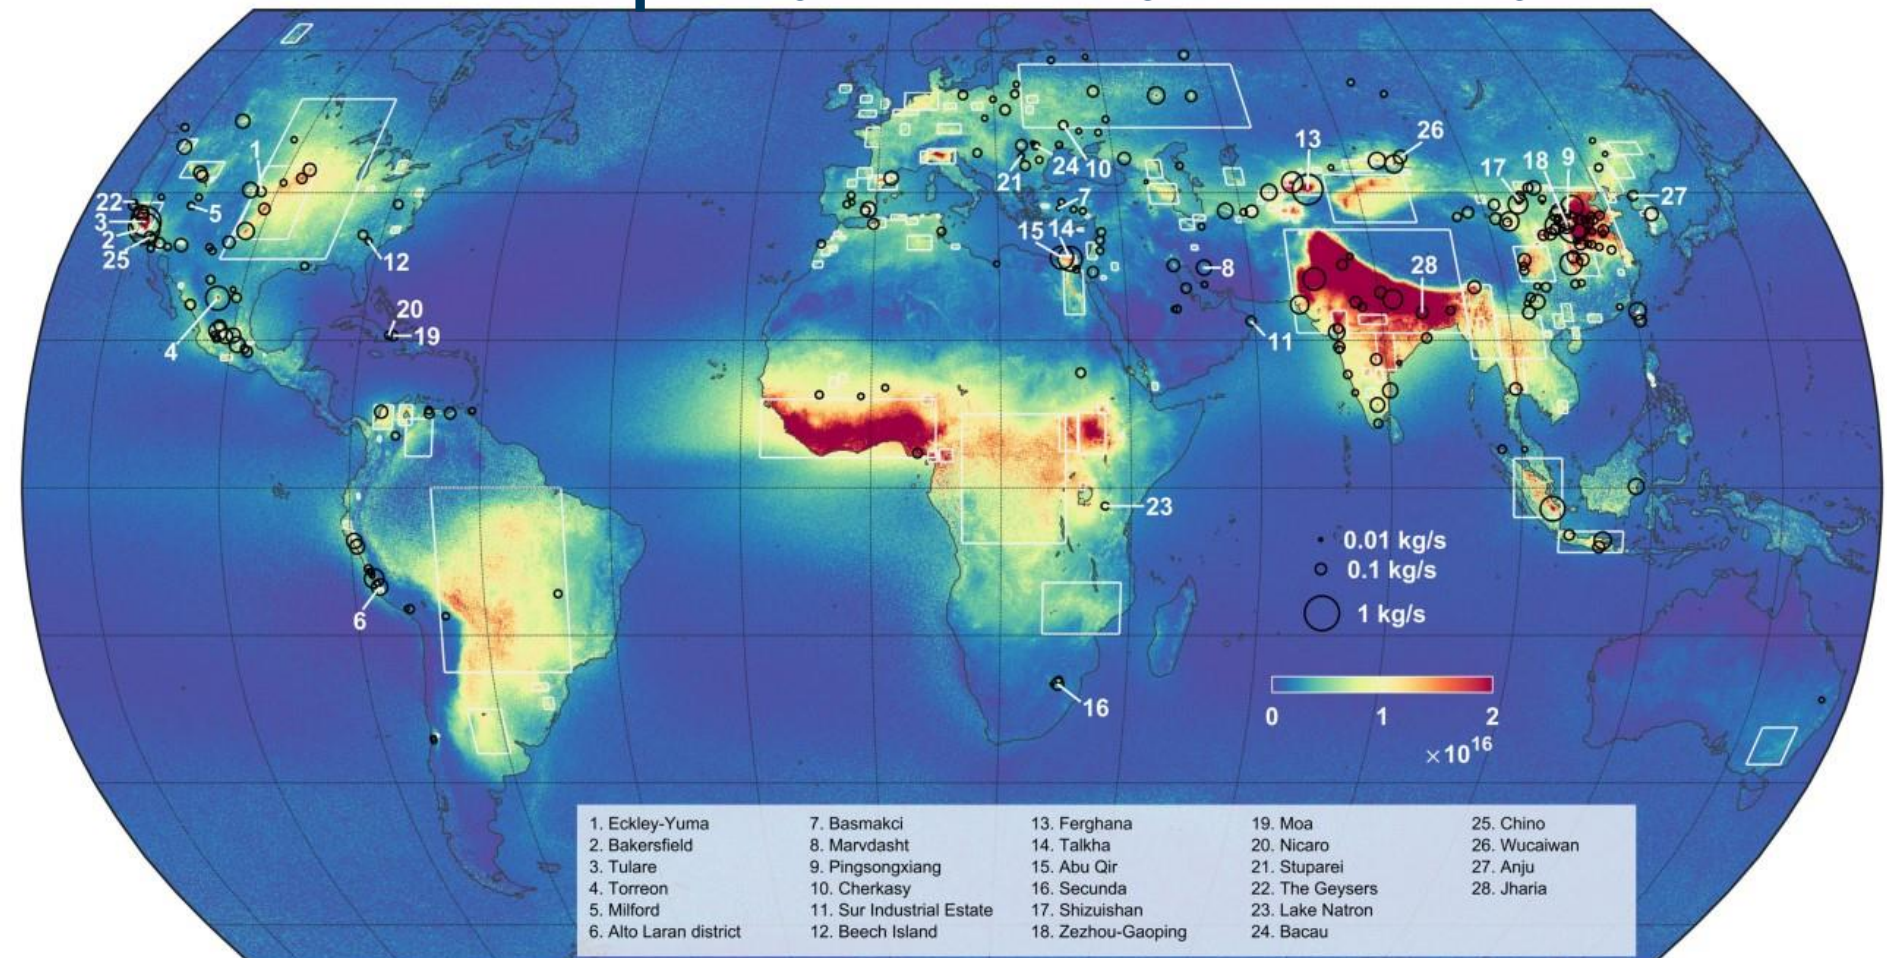 1
22
3
2
25
5
12
20
19
4
6
21
24
10
7
15
14
8
11
13
26
17
18
9
27
28
23
16
0.01 kg/s
0.1 kg/s
1 kg/s
0 1 2
×10¹⁶
1. Eckley-Yuma
2. Bakersfield
3. Tulare
4. Torreon
5. Milford
6. Alto Laran district
7. Basmakci
8. Marvdasht
9. Pingsongxiang
10. Cherkasy
11. Sur Industrial Estate
12. Beech Island
13. Ferghana
14. Talkha
15. Abu Qir
16. Secunda
17. Shizuishan
18. Zezhou-Gaoping
19. Moa
20. Nicaro
21. Stuparei
22. The Geysers
23. Lake Natron
24. Bacau
25. Chino
26. Wucaiwan
27. Anju
28. Jharia